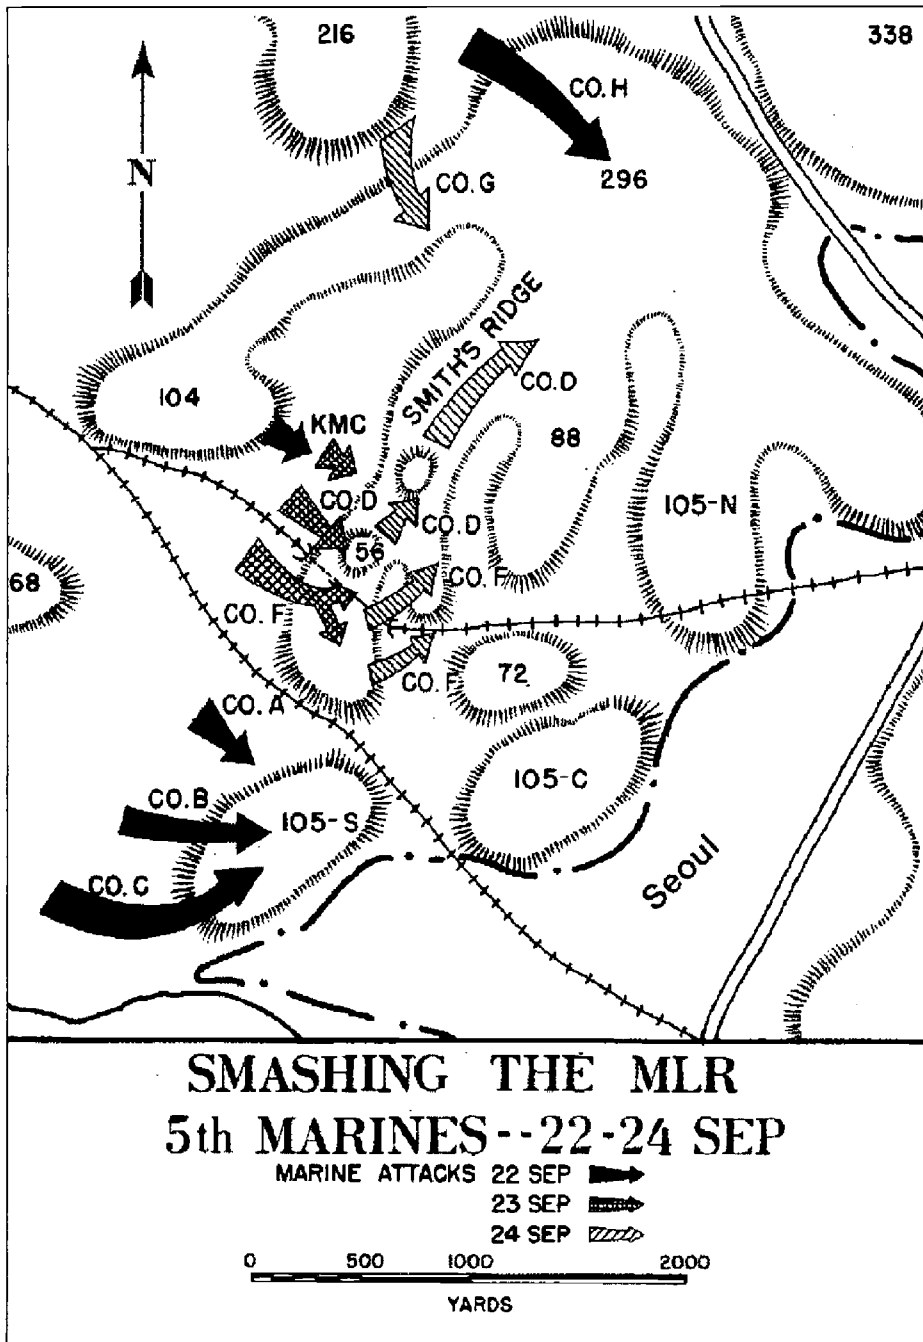 216
338
CO. H
N
CO. G
296
SMITH'S RIDGE
104
CO. D
KMC
88
CO. D
105-N
CO. D
56
68
CO. F
CO. F
72
CO. F
CO. A
105-C
CO. B
105-S
Seoul
CO. C
SMASHING THE MLR
5th MARINES--22-24 SEP
MARINE ATTACKS 22 SEP
23 SEP
24 SEP
0 500 1000 2000
YARDS